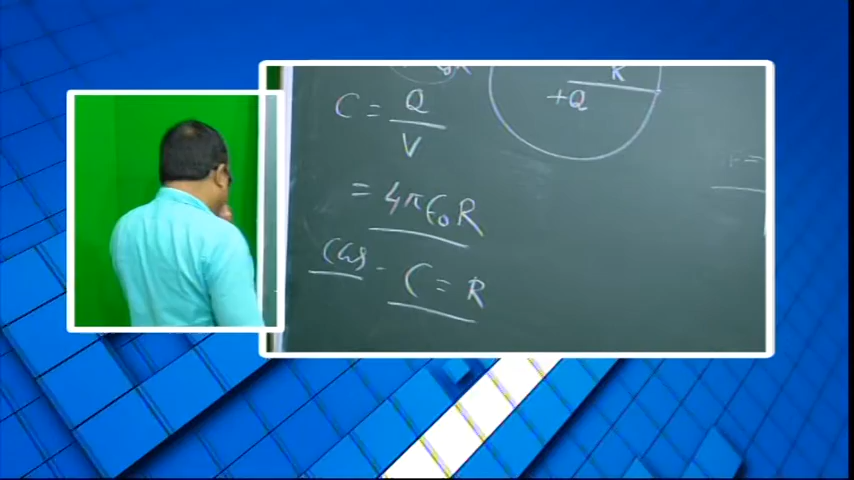 R
+Q
C = Q
V
= 4πε₀R
CGS - C = R